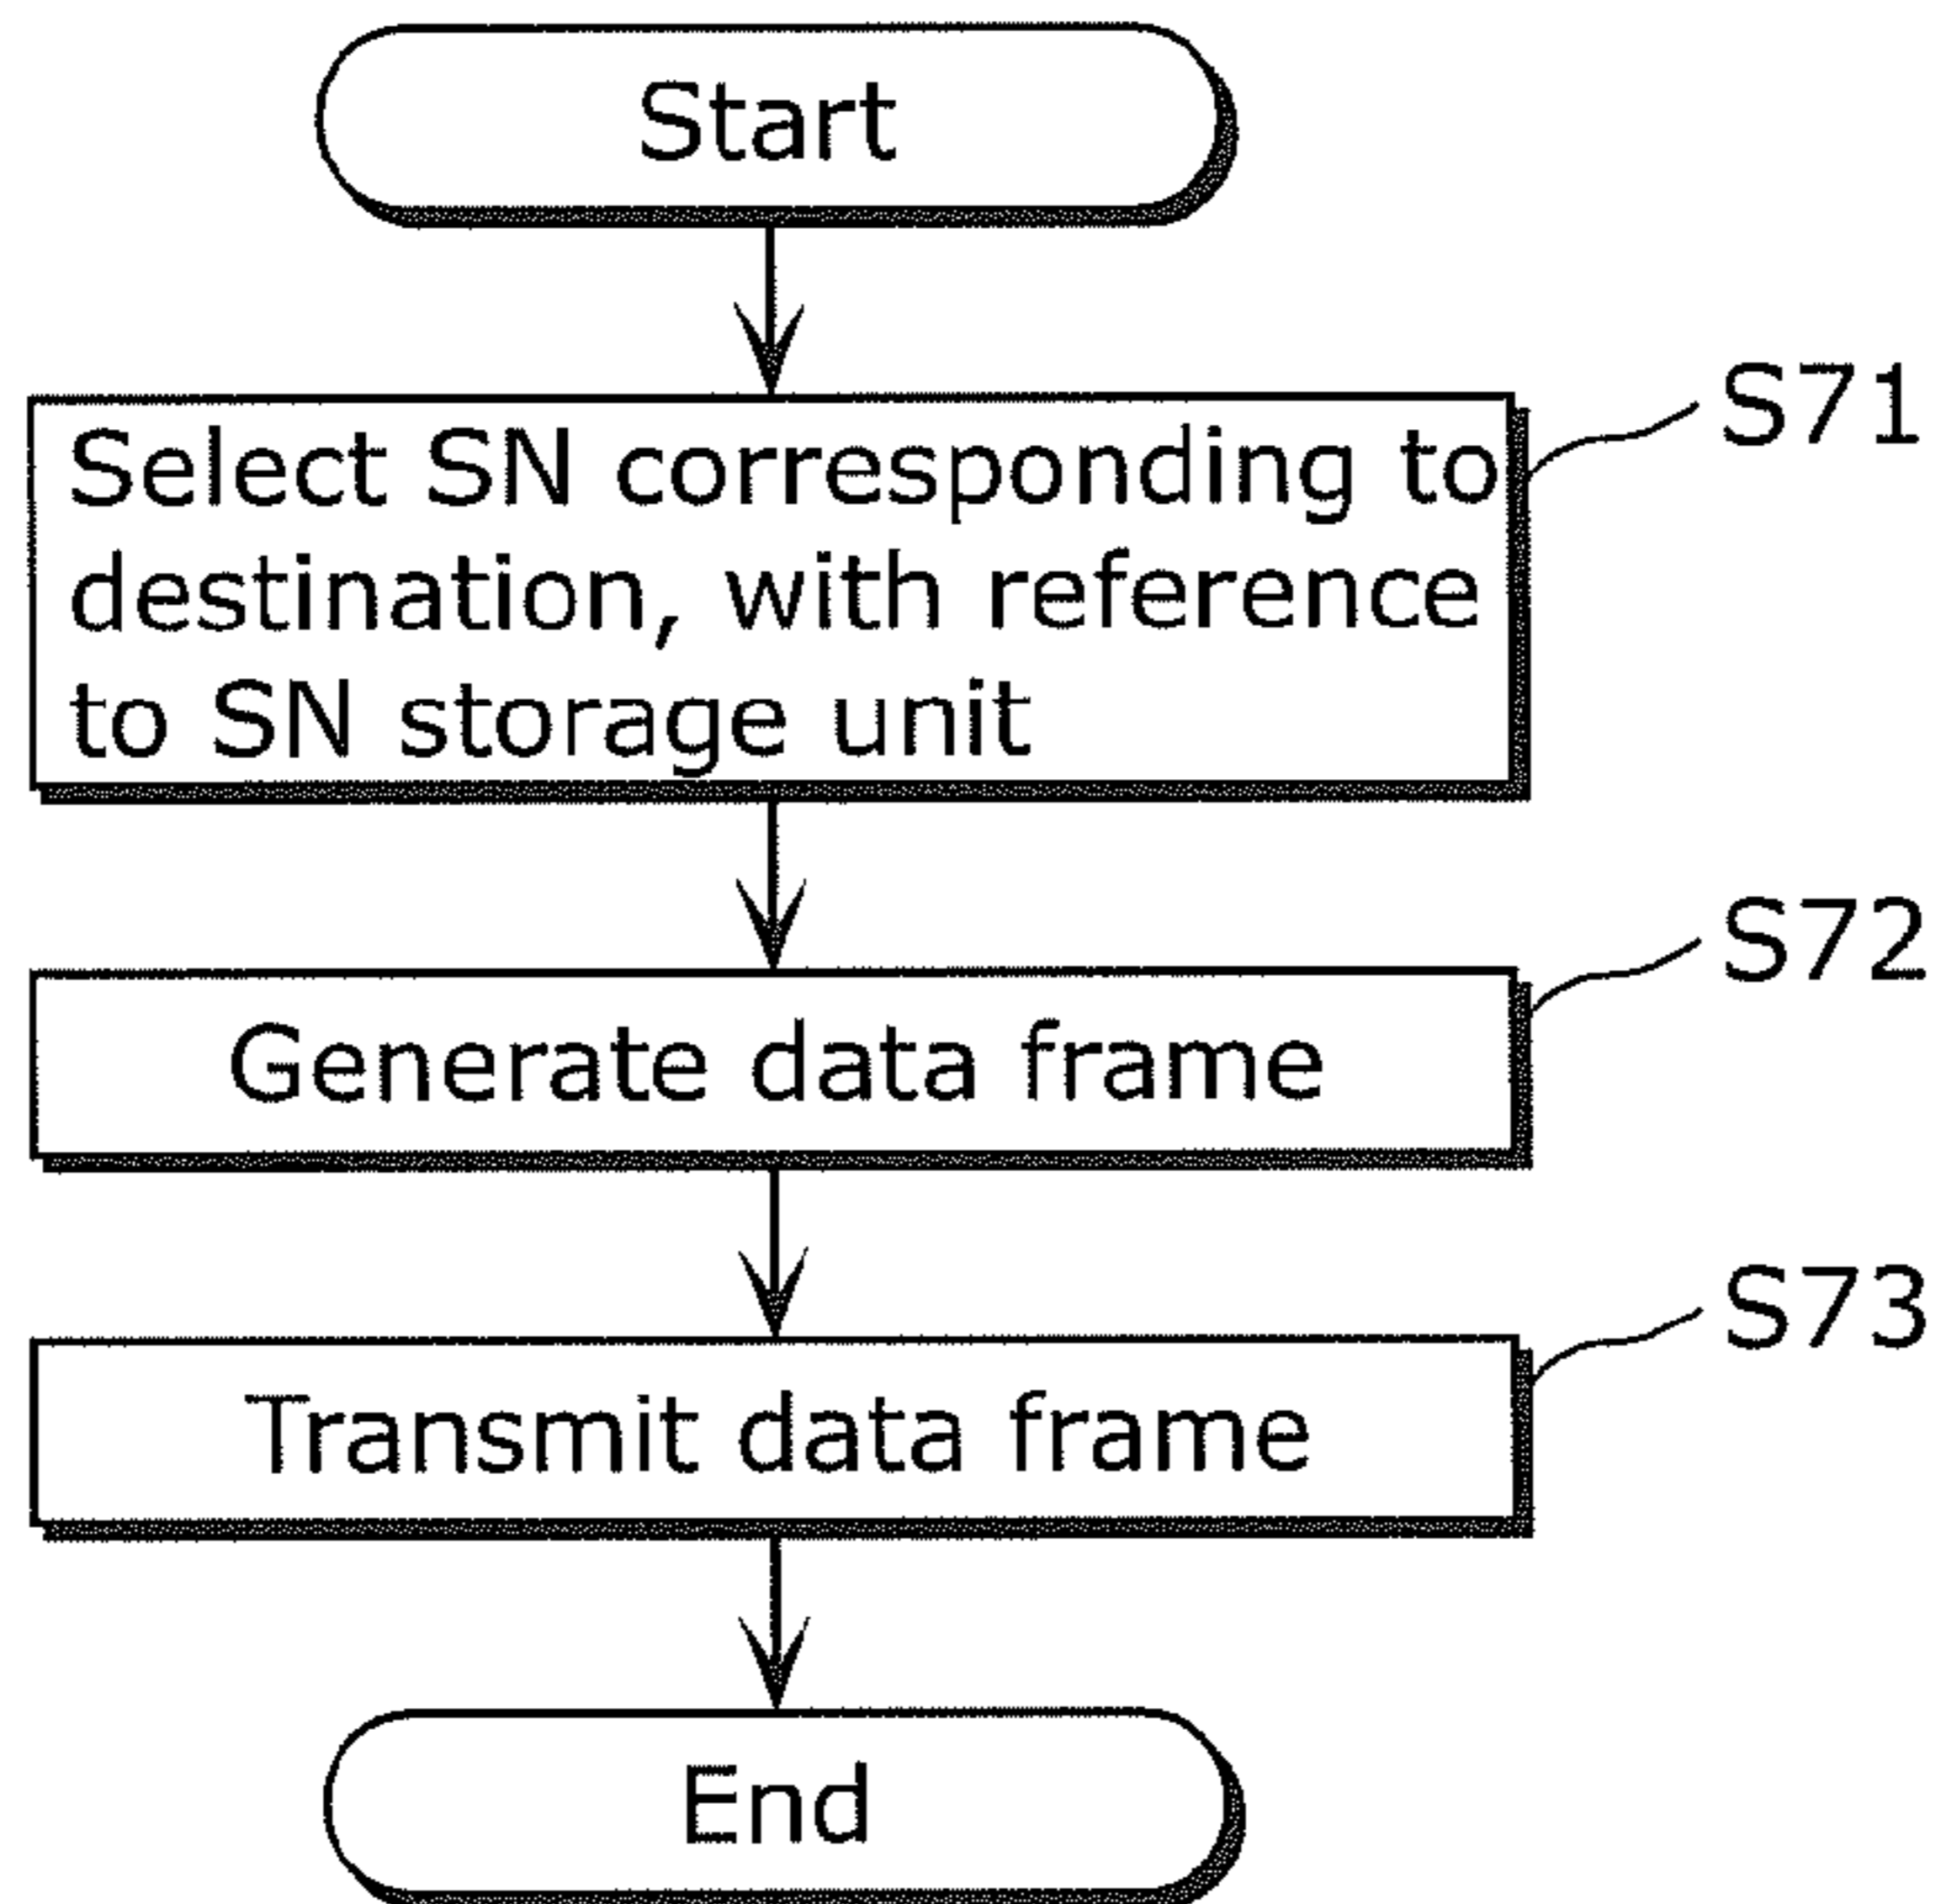 Start
S71
Select SN corresponding to
destination, with reference
to SN storage unit
S72
Generate data frame
S73
Transmit data frame
End